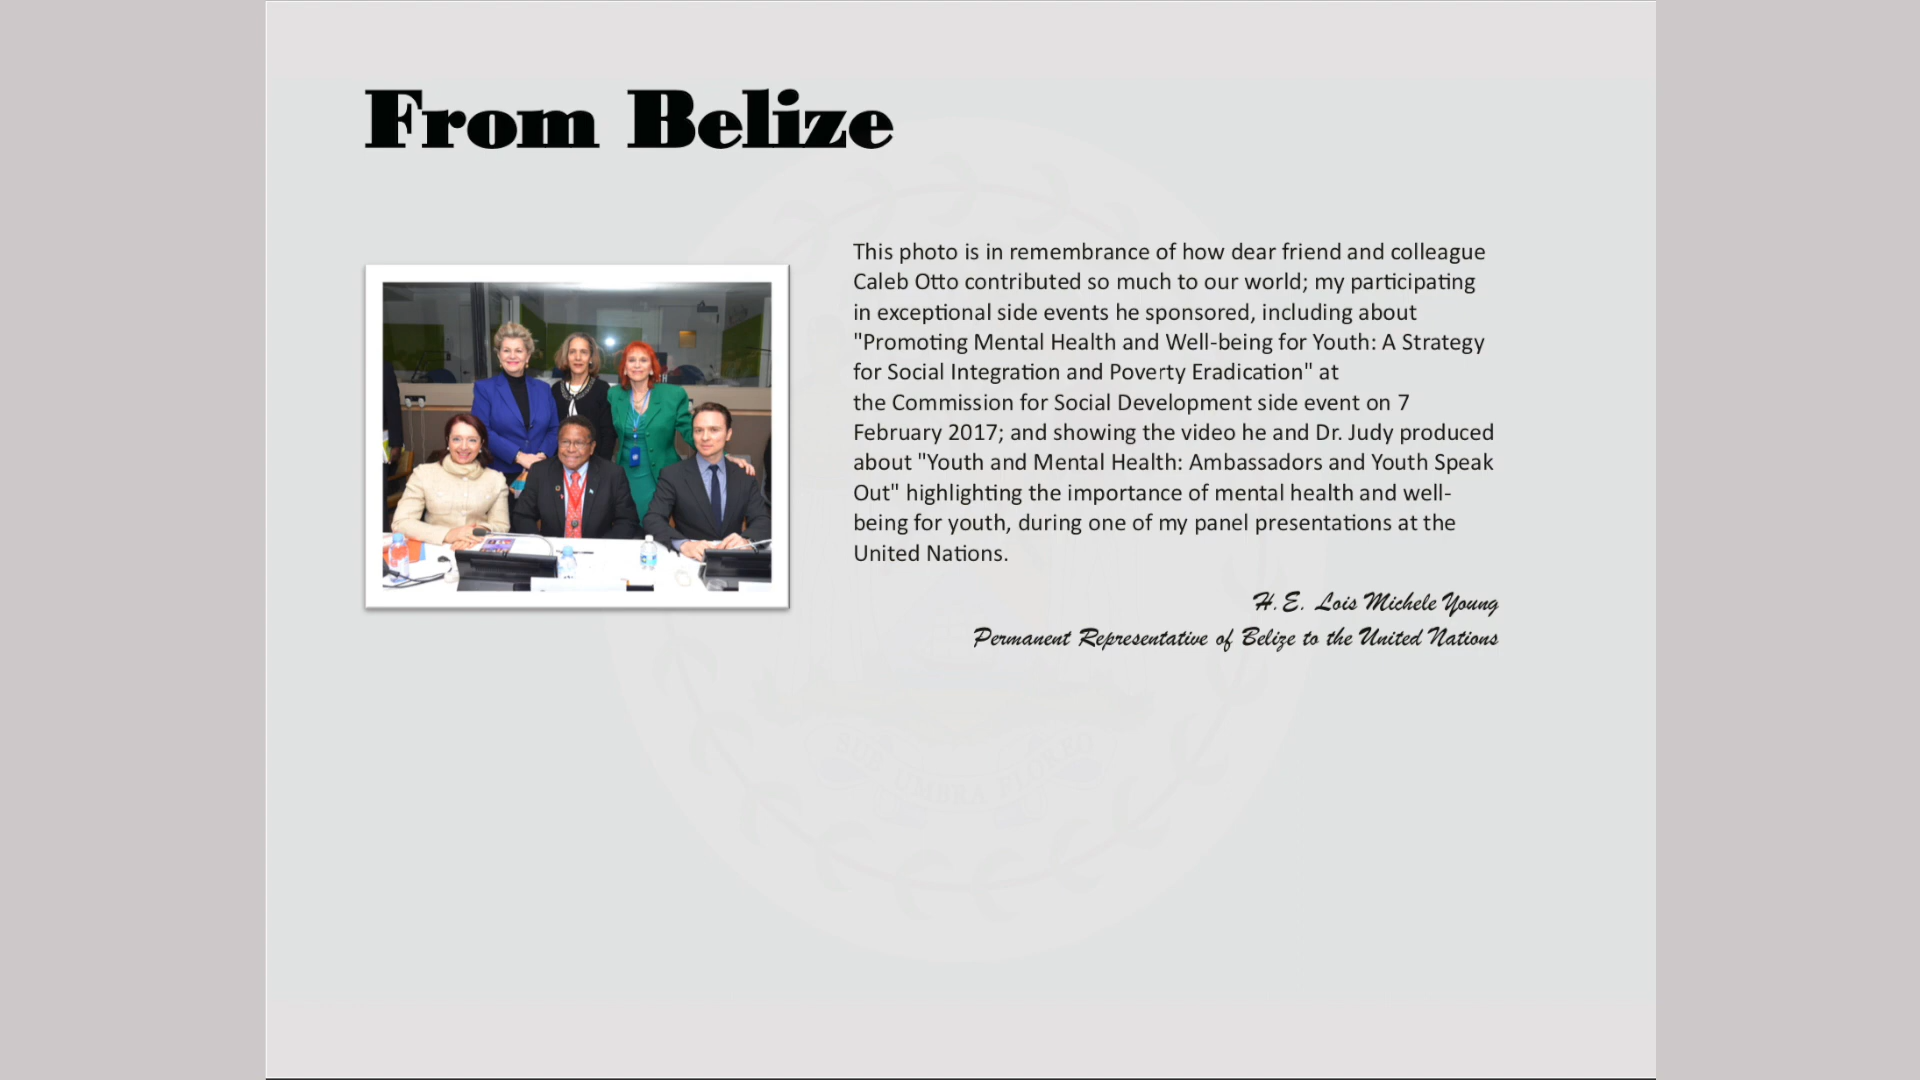 From Belize
This photo is in remembrance of how dear friend and colleague
Caleb Otto contributed so much to our world; my participating
in exceptional side events he sponsored, including about
"Promoting Mental Health and Well-being for Youth: A Strategy
for Social Integration and Poverty Eradication" at
the Commission for Social Development side event on 7
February 2017; and showing the video he and Dr. Judy produced
about "Youth and Mental Health: Ambassadors and Youth Speak
Out" highlighting the importance of mental health and well-
being for youth, during one of my panel presentations at the
United Nations.
H.E. Lois Michele Young
Permanent Representative of Belize to the United Nations
SUB UMBRA FLOREO